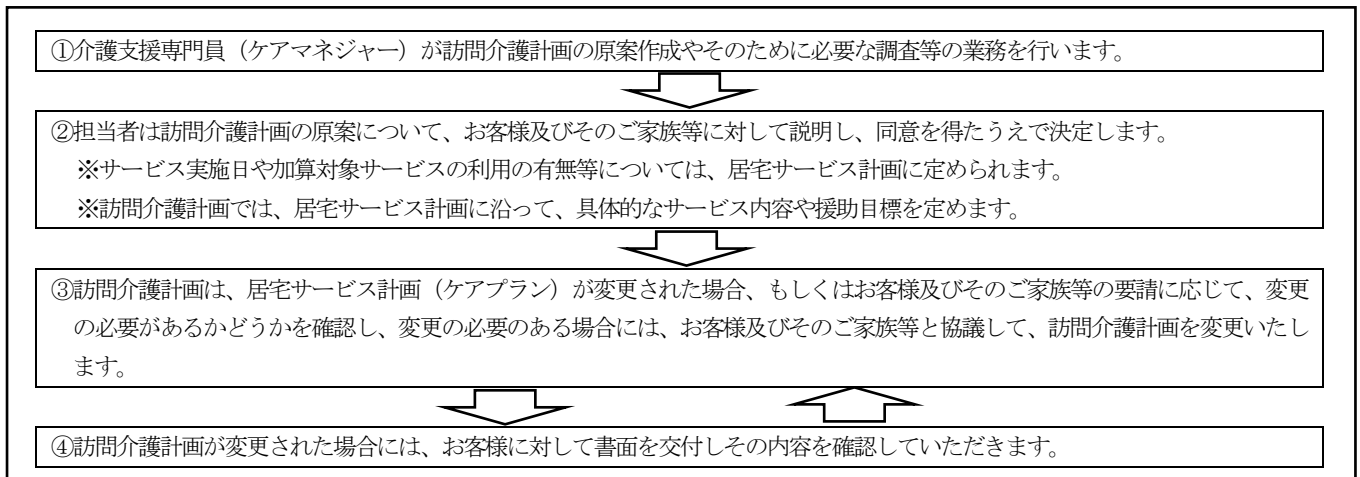 ①介護支援専門員（ケアマネジャー）が訪問介護計画の原案作成やそのために必要な調査等の業務を行います。
②担当者は訪問介護計画の原案について、お客様及びそのご家族等に対して説明し、同意を得たうえで決定します。
※サービス実施日や加算対象サービスの利用の有無等については、居宅サービス計画に定められます。
※訪問介護計画では、居宅サービス計画に沿って、具体的なサービス内容や援助目標を定めます。
③訪問介護計画は、居宅サービス計画（ケアプラン）が変更された場合、もしくはお客様及びそのご家族等の要請に応じて、変更
の必要があるかどうかを確認し、変更の必要のある場合には、お客様及びそのご家族等と協議して、訪問介護計画を変更いたし
ます。
④訪問介護計画が変更された場合には、お客様に対して書面を交付しその内容を確認していただきます。